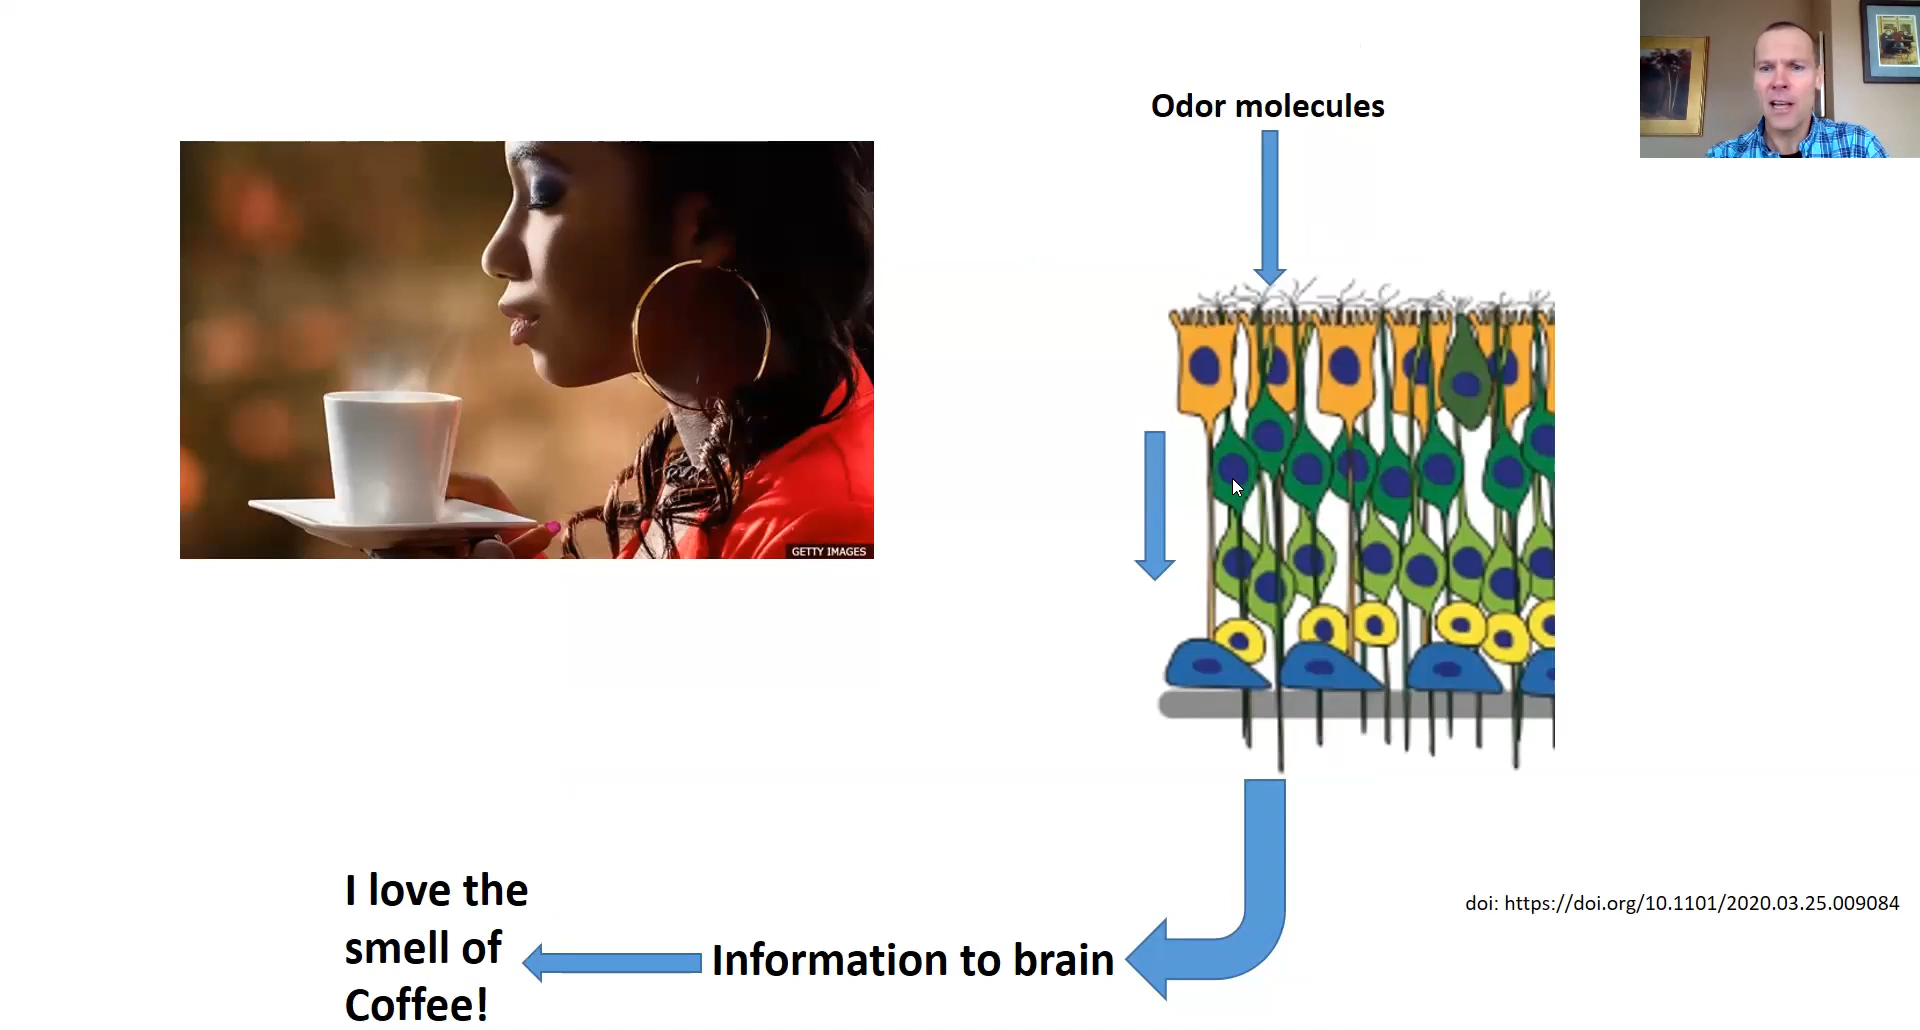 Odor molecules
GETTY IMAGES
doi: https://doi.org/10.1101/2020.03.25.009084
I love the
smell of
Coffee!
Information to brain